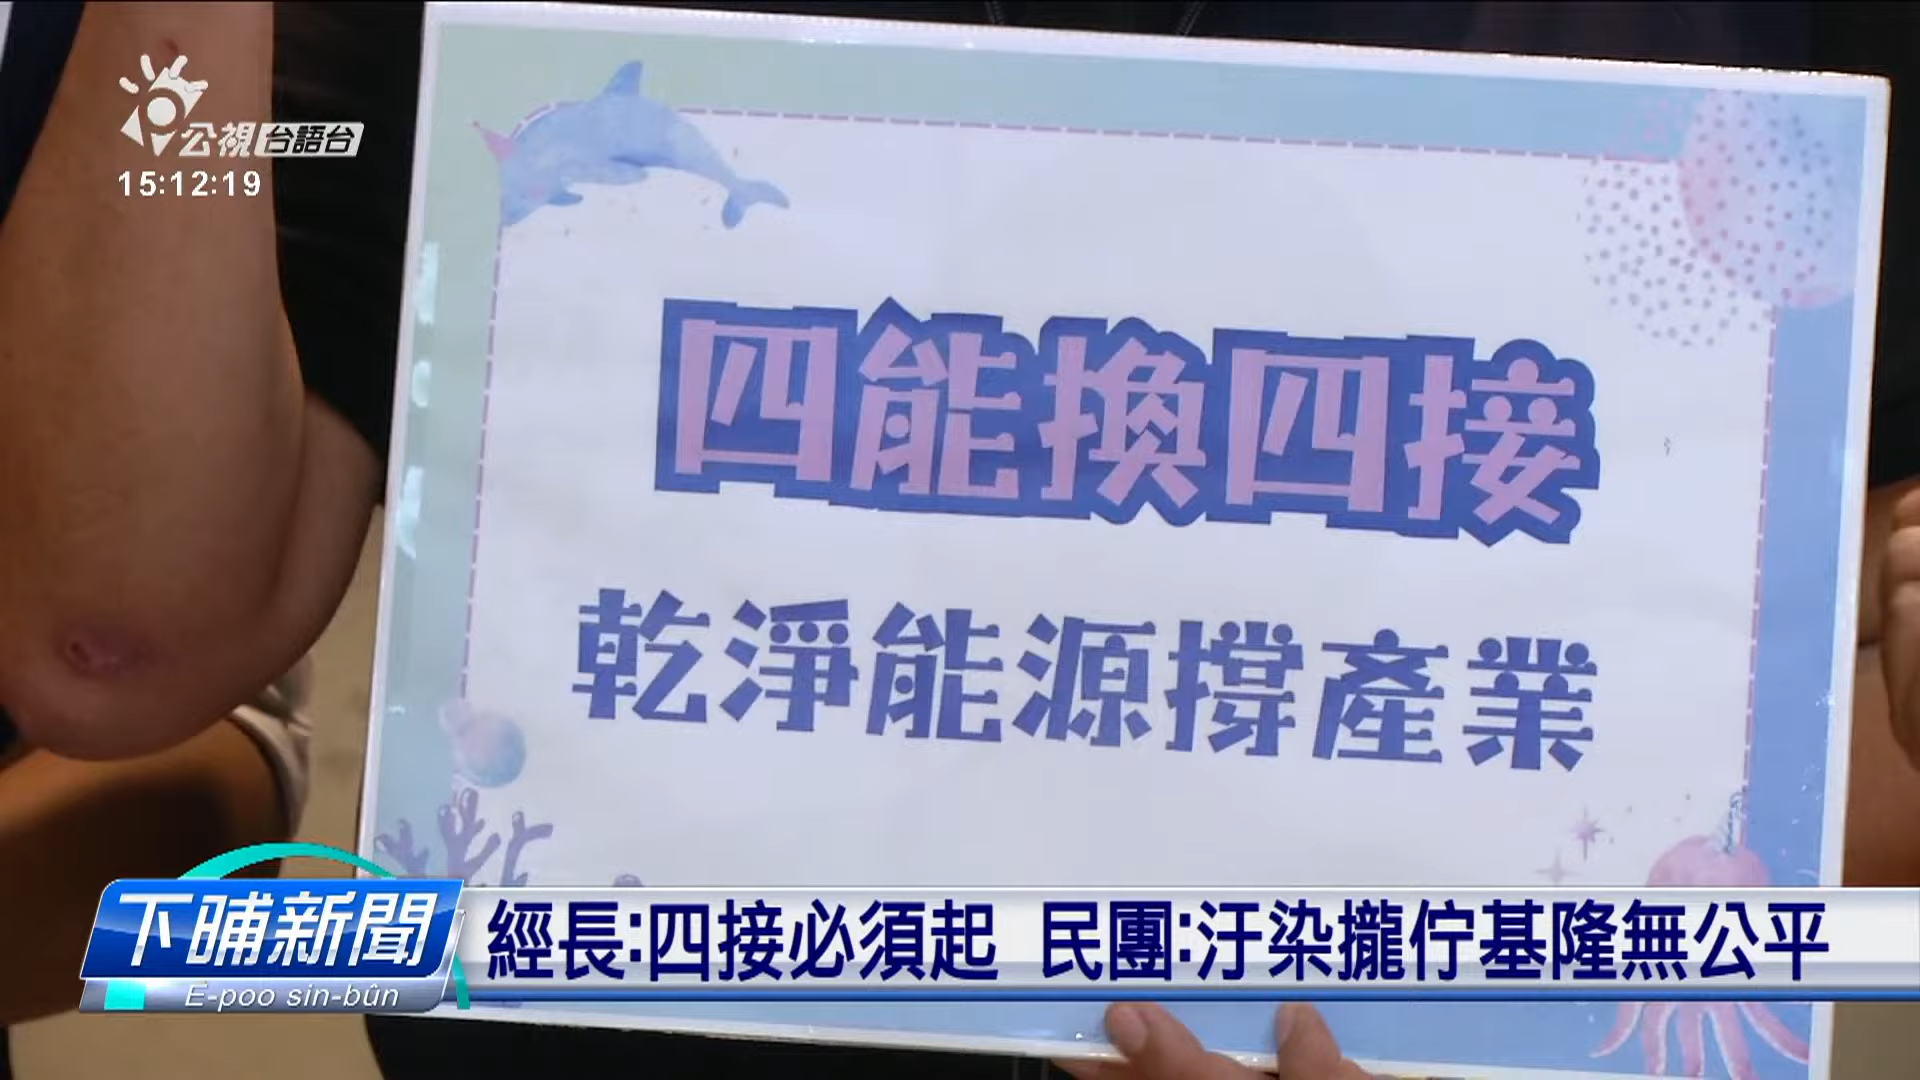 公視台語台
15:12:19
四能換四接
乾淨能源撐產業
下晡新聞
E-poo sin-bûn
經長:四接必須起 民團:汙染攏佇基隆無公平